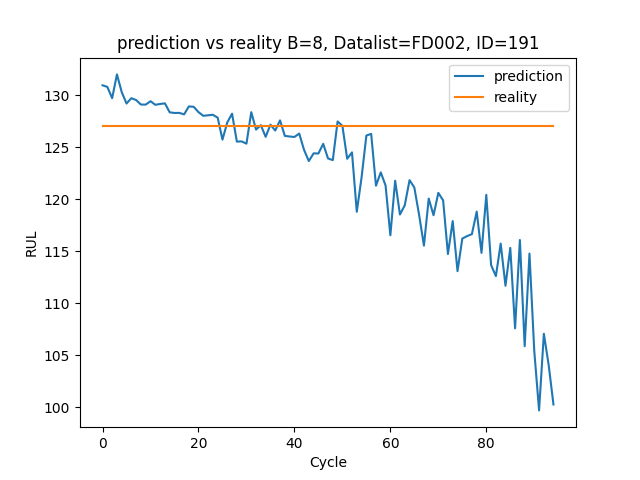 prediction vs reality B=8, Datalist=FD002, ID=191
prediction
reality
130
125
120
115
110
105
100
RUL
0
20
40
60
80
Cycle